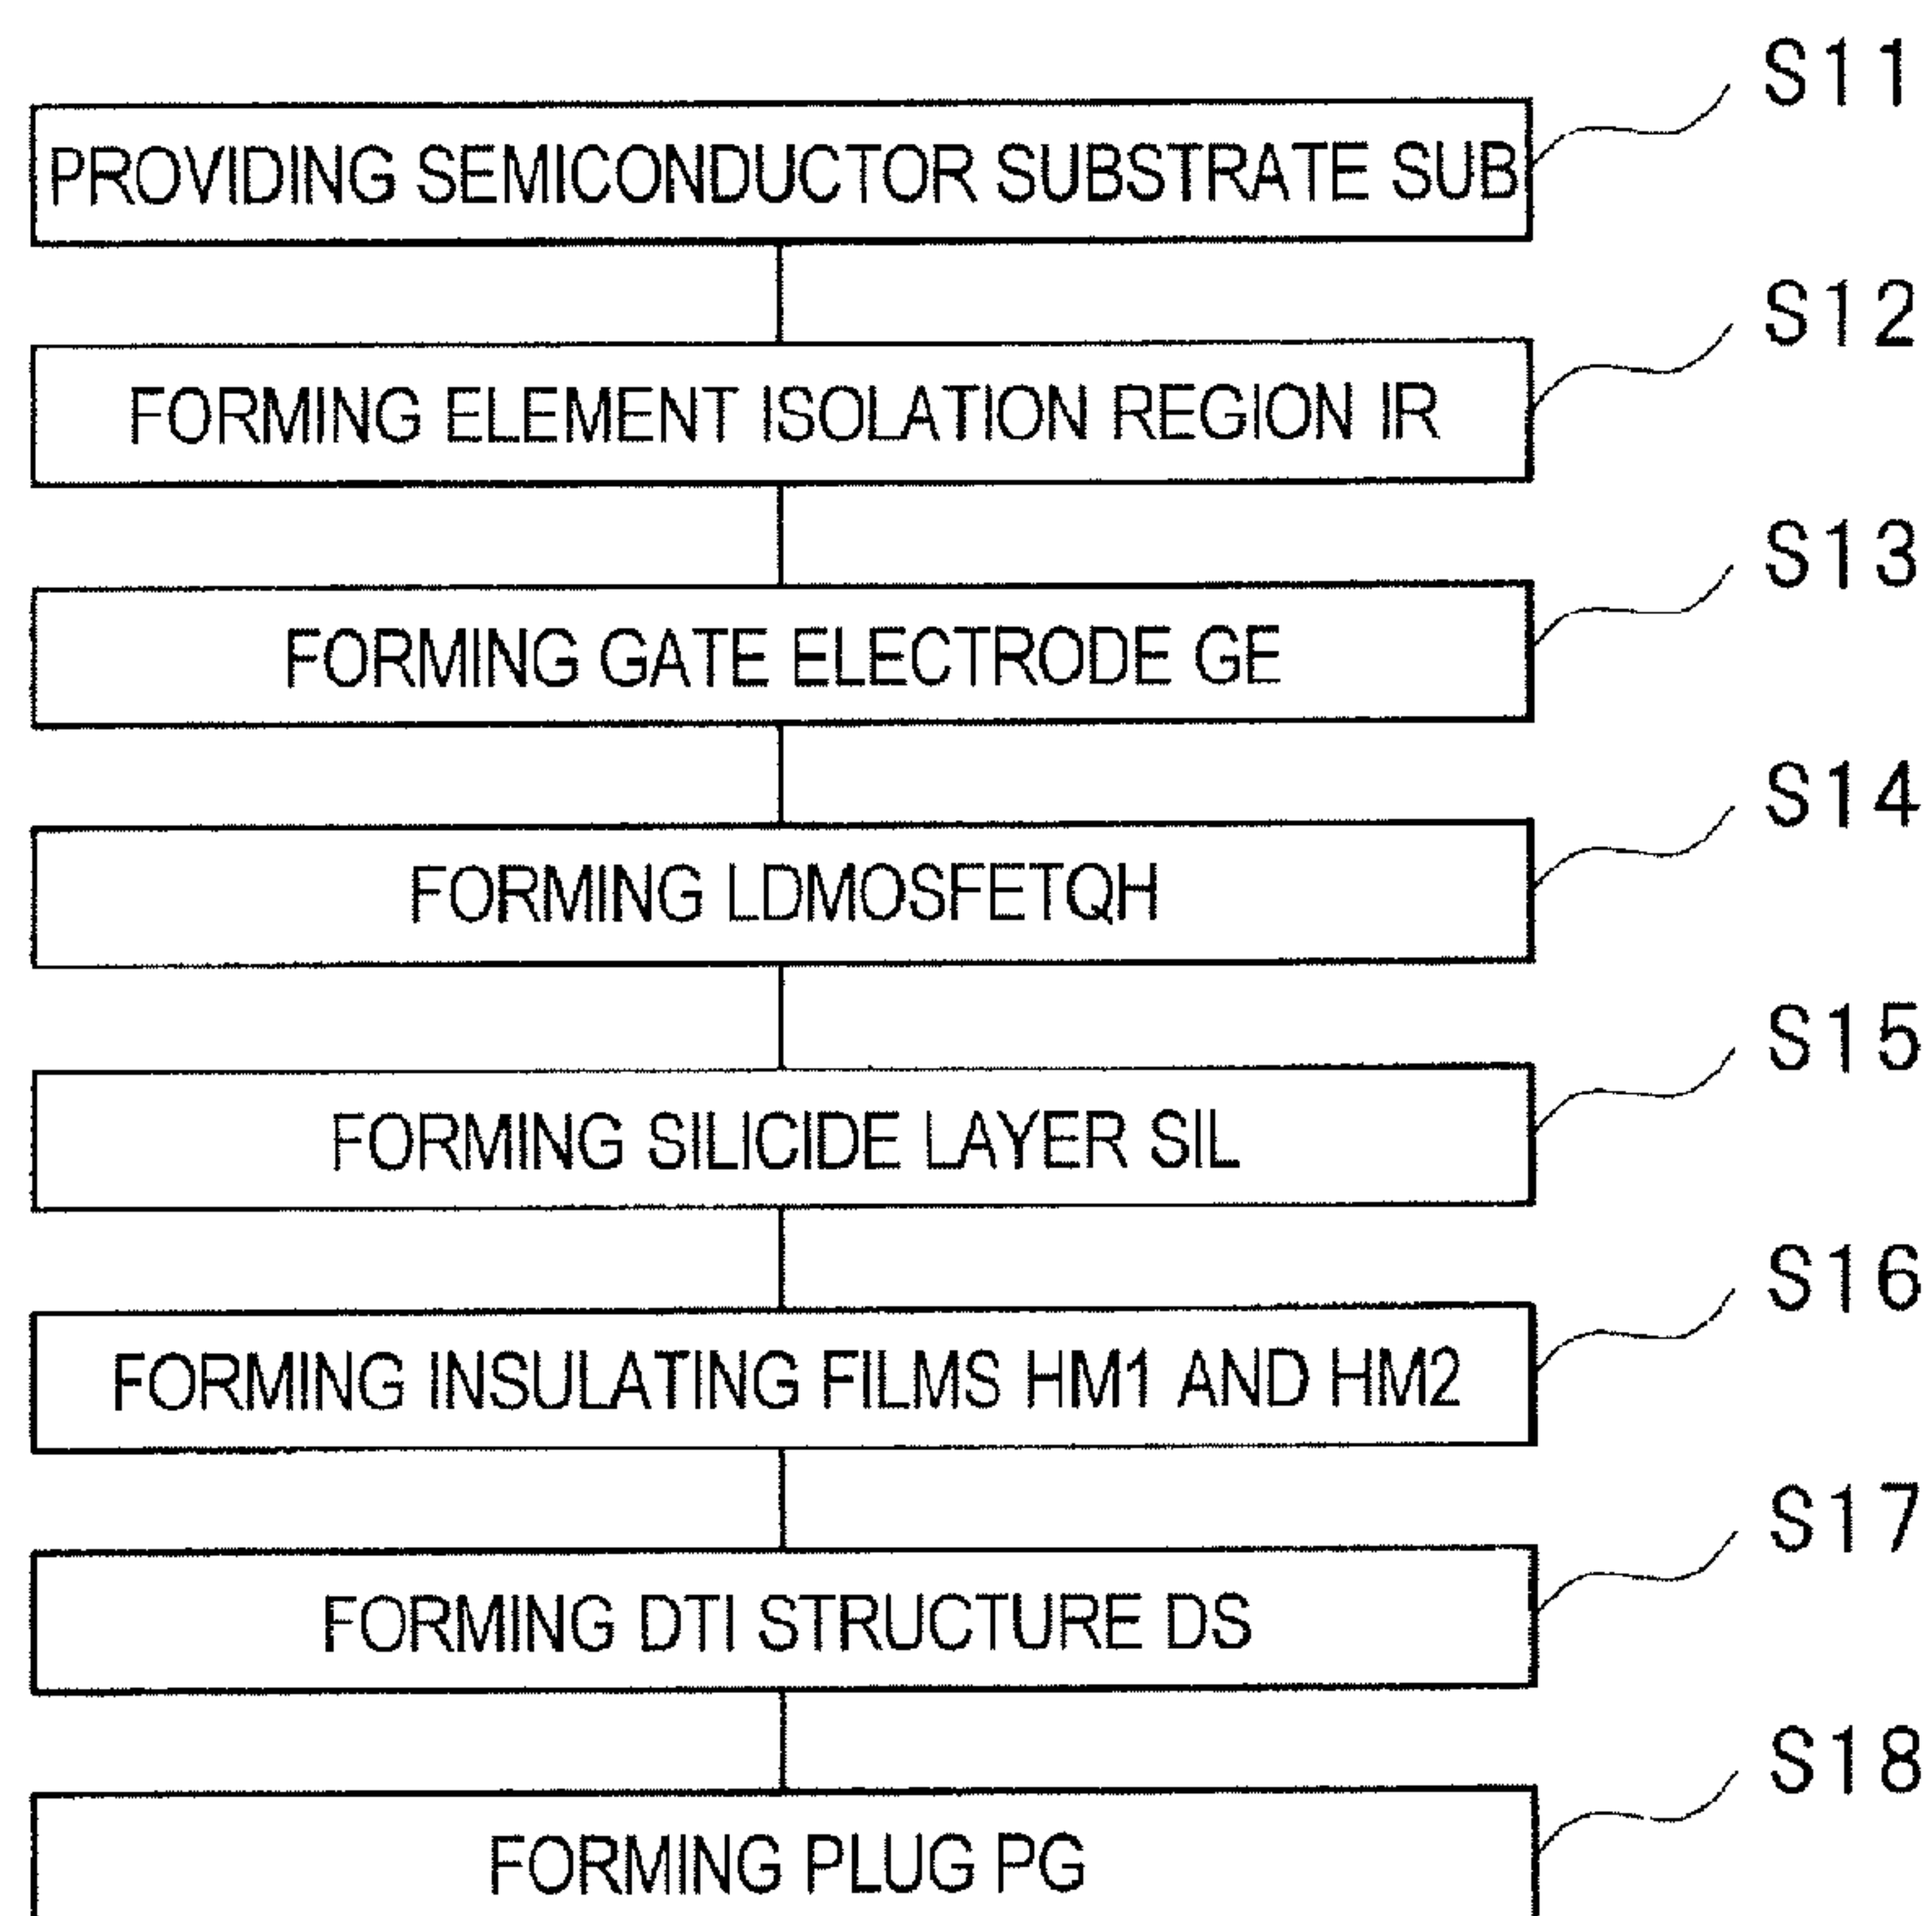 S11
PROVIDING SEMICONDUCTOR SUBSTRATE SUB
S12
FORMING ELEMENT ISOLATION REGION IR
S13
FORMING GATE ELECTRODE GE
S14
FORMING LDMOSFETQH
S15
FORMING SILICIDE LAYER SIL
S16
FORMING INSULATING FILMS HM1 AND HM2
S17
FORMING DTI STRUCTURE DS
S18
FORMING PLUG PG